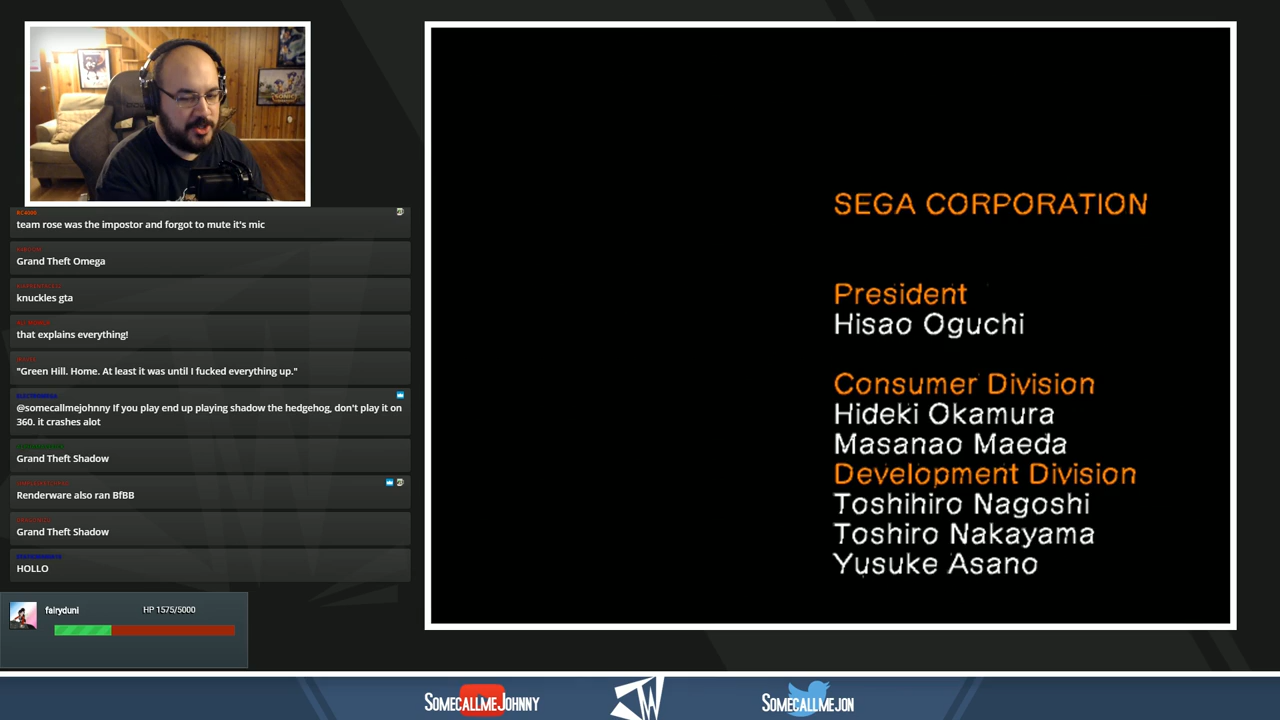 team rose was the impostor and forgot to mute it's mic
Grand Theft Omega
knuckles gta
that explains everything!
"Green Hill. Home. At least it was until I fucked everything up."
@somecallmejohnny If you play end up playing shadow the hedgehog, don't play it on
360. it crashes alot
Grand Theft Shadow
Renderware also ran BfBB
Grand Theft Shadow
HOLLO
fairyduni
HP 1575/5000
SEGA CORPORATION
President
Hisao Oguchi
Consumer Division
Hideki Okamura
Masanao Maeda
Development Division
Toshihiro Nagoshi
Toshiro Nakayama
Yusuke Asano
SOMECALLMEJOHNNY
SOMECALLMEJON